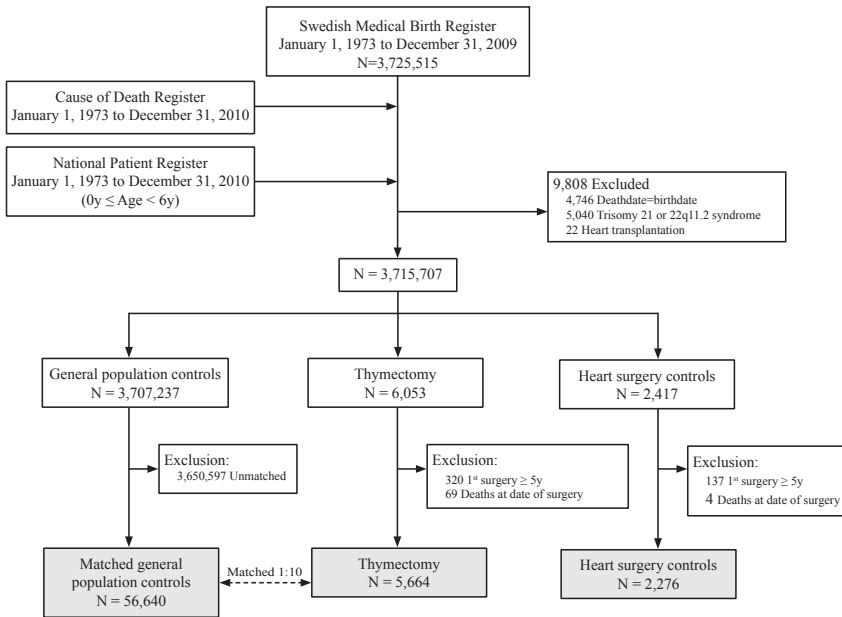 Swedish Medical Birth Register
January 1, 1973 to December 31, 2009
N=3,725,515
Cause of Death Register
January 1, 1973 to December 31, 2010
National Patient Register
January 1, 1973 to December 31, 2010
(0y ≤ Age < 6y)
9,808 Excluded
4,746 Deathdate=birthdate
5,040 Trisomy 21 or 22q11.2 syndrome
22 Heart transplantation
N = 3,715,707
General population controls
N = 3,707,237
Thymectomy
N = 6,053
Heart surgery controls
N = 2,417
Exclusion:
3,650,597 Unmatched
Exclusion:
320 1st surgery ≥ 5y
69 Deaths at date of surgery
Exclusion:
137 1st surgery ≥ 5y
4 Deaths at date of surgery
Matched general
population controls
N = 56,640
Matched 1:10
Thymectomy
N = 5,664
Heart surgery controls
N = 2,276